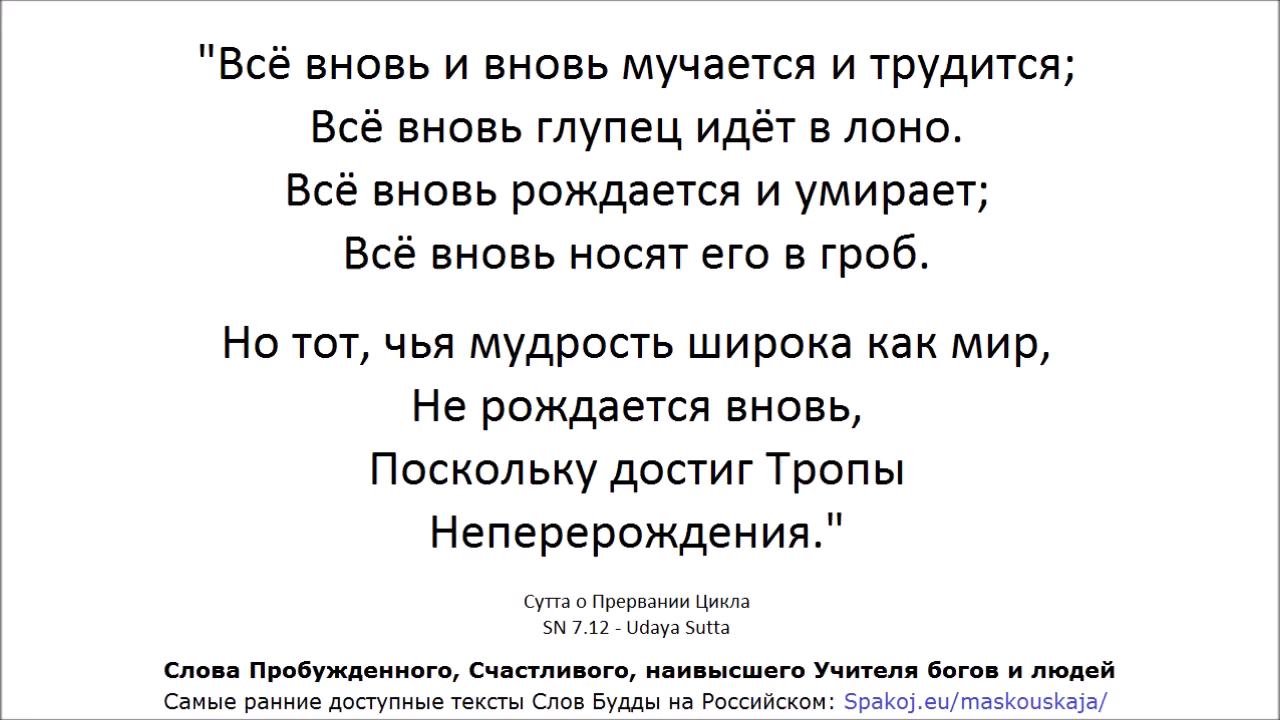 "Всё вновь и вновь мучается и трудится;
Всё вновь глупец идёт в лоно.
Всё вновь рождается и умирает;
Всё вновь носят его в гроб.
Но тот, чья мудрость широка как мир,
Не рождается вновь,
Поскольку достиг Тропы
Неперерождения."
Сутта о Прервании Цикла
SN 7.12 - Udaya Sutta
Слова Пробужденного, Счастливого, наивысшего Учителя богов и людей
Самые ранние доступные тексты Слов Будды на Российском: Spakoj.eu/maskouskaja/